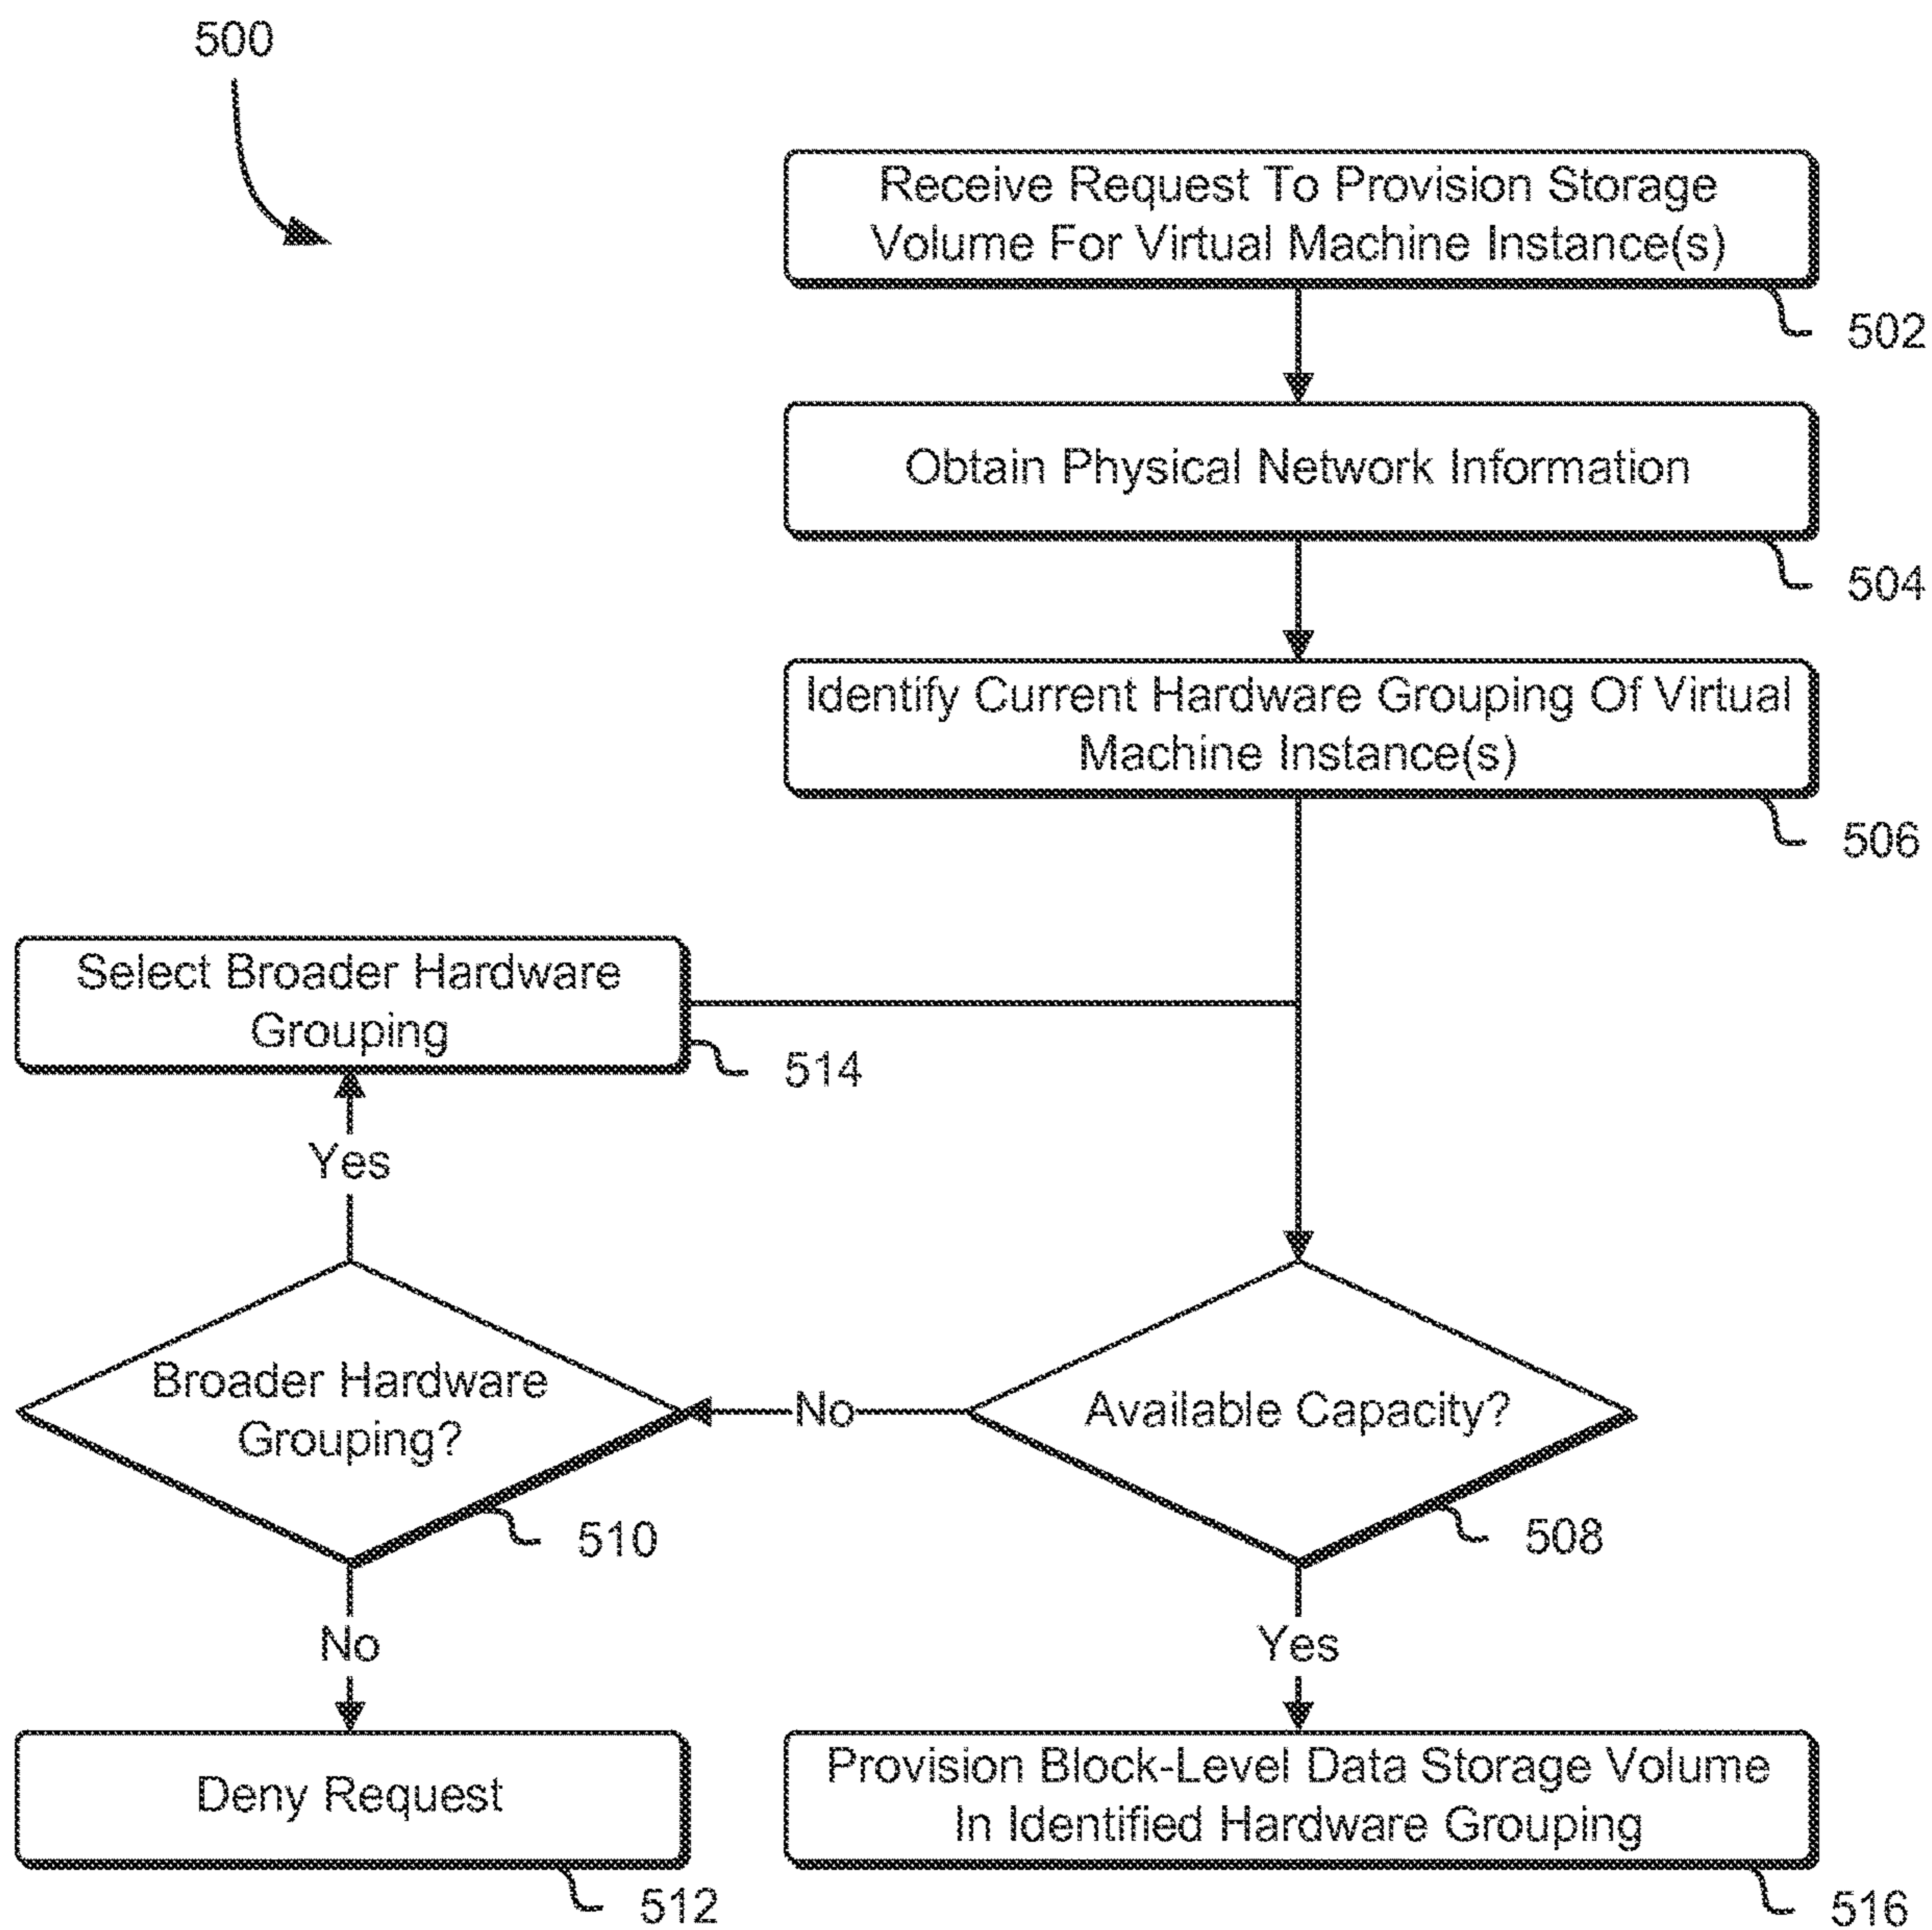 500
Receive Request To Provision Storage
Volume For Virtual Machine Instance(s)
502
Obtain Physical Network Information
504
Identify Current Hardware Grouping Of Virtual
Machine Instance(s)
506
Select Broader Hardware
Grouping
514
Yes
Broader Hardware
Grouping?
510
No
Available Capacity?
508
No
Yes
Deny Request
512
Provision Block-Level Data Storage Volume
In Identified Hardware Grouping
516